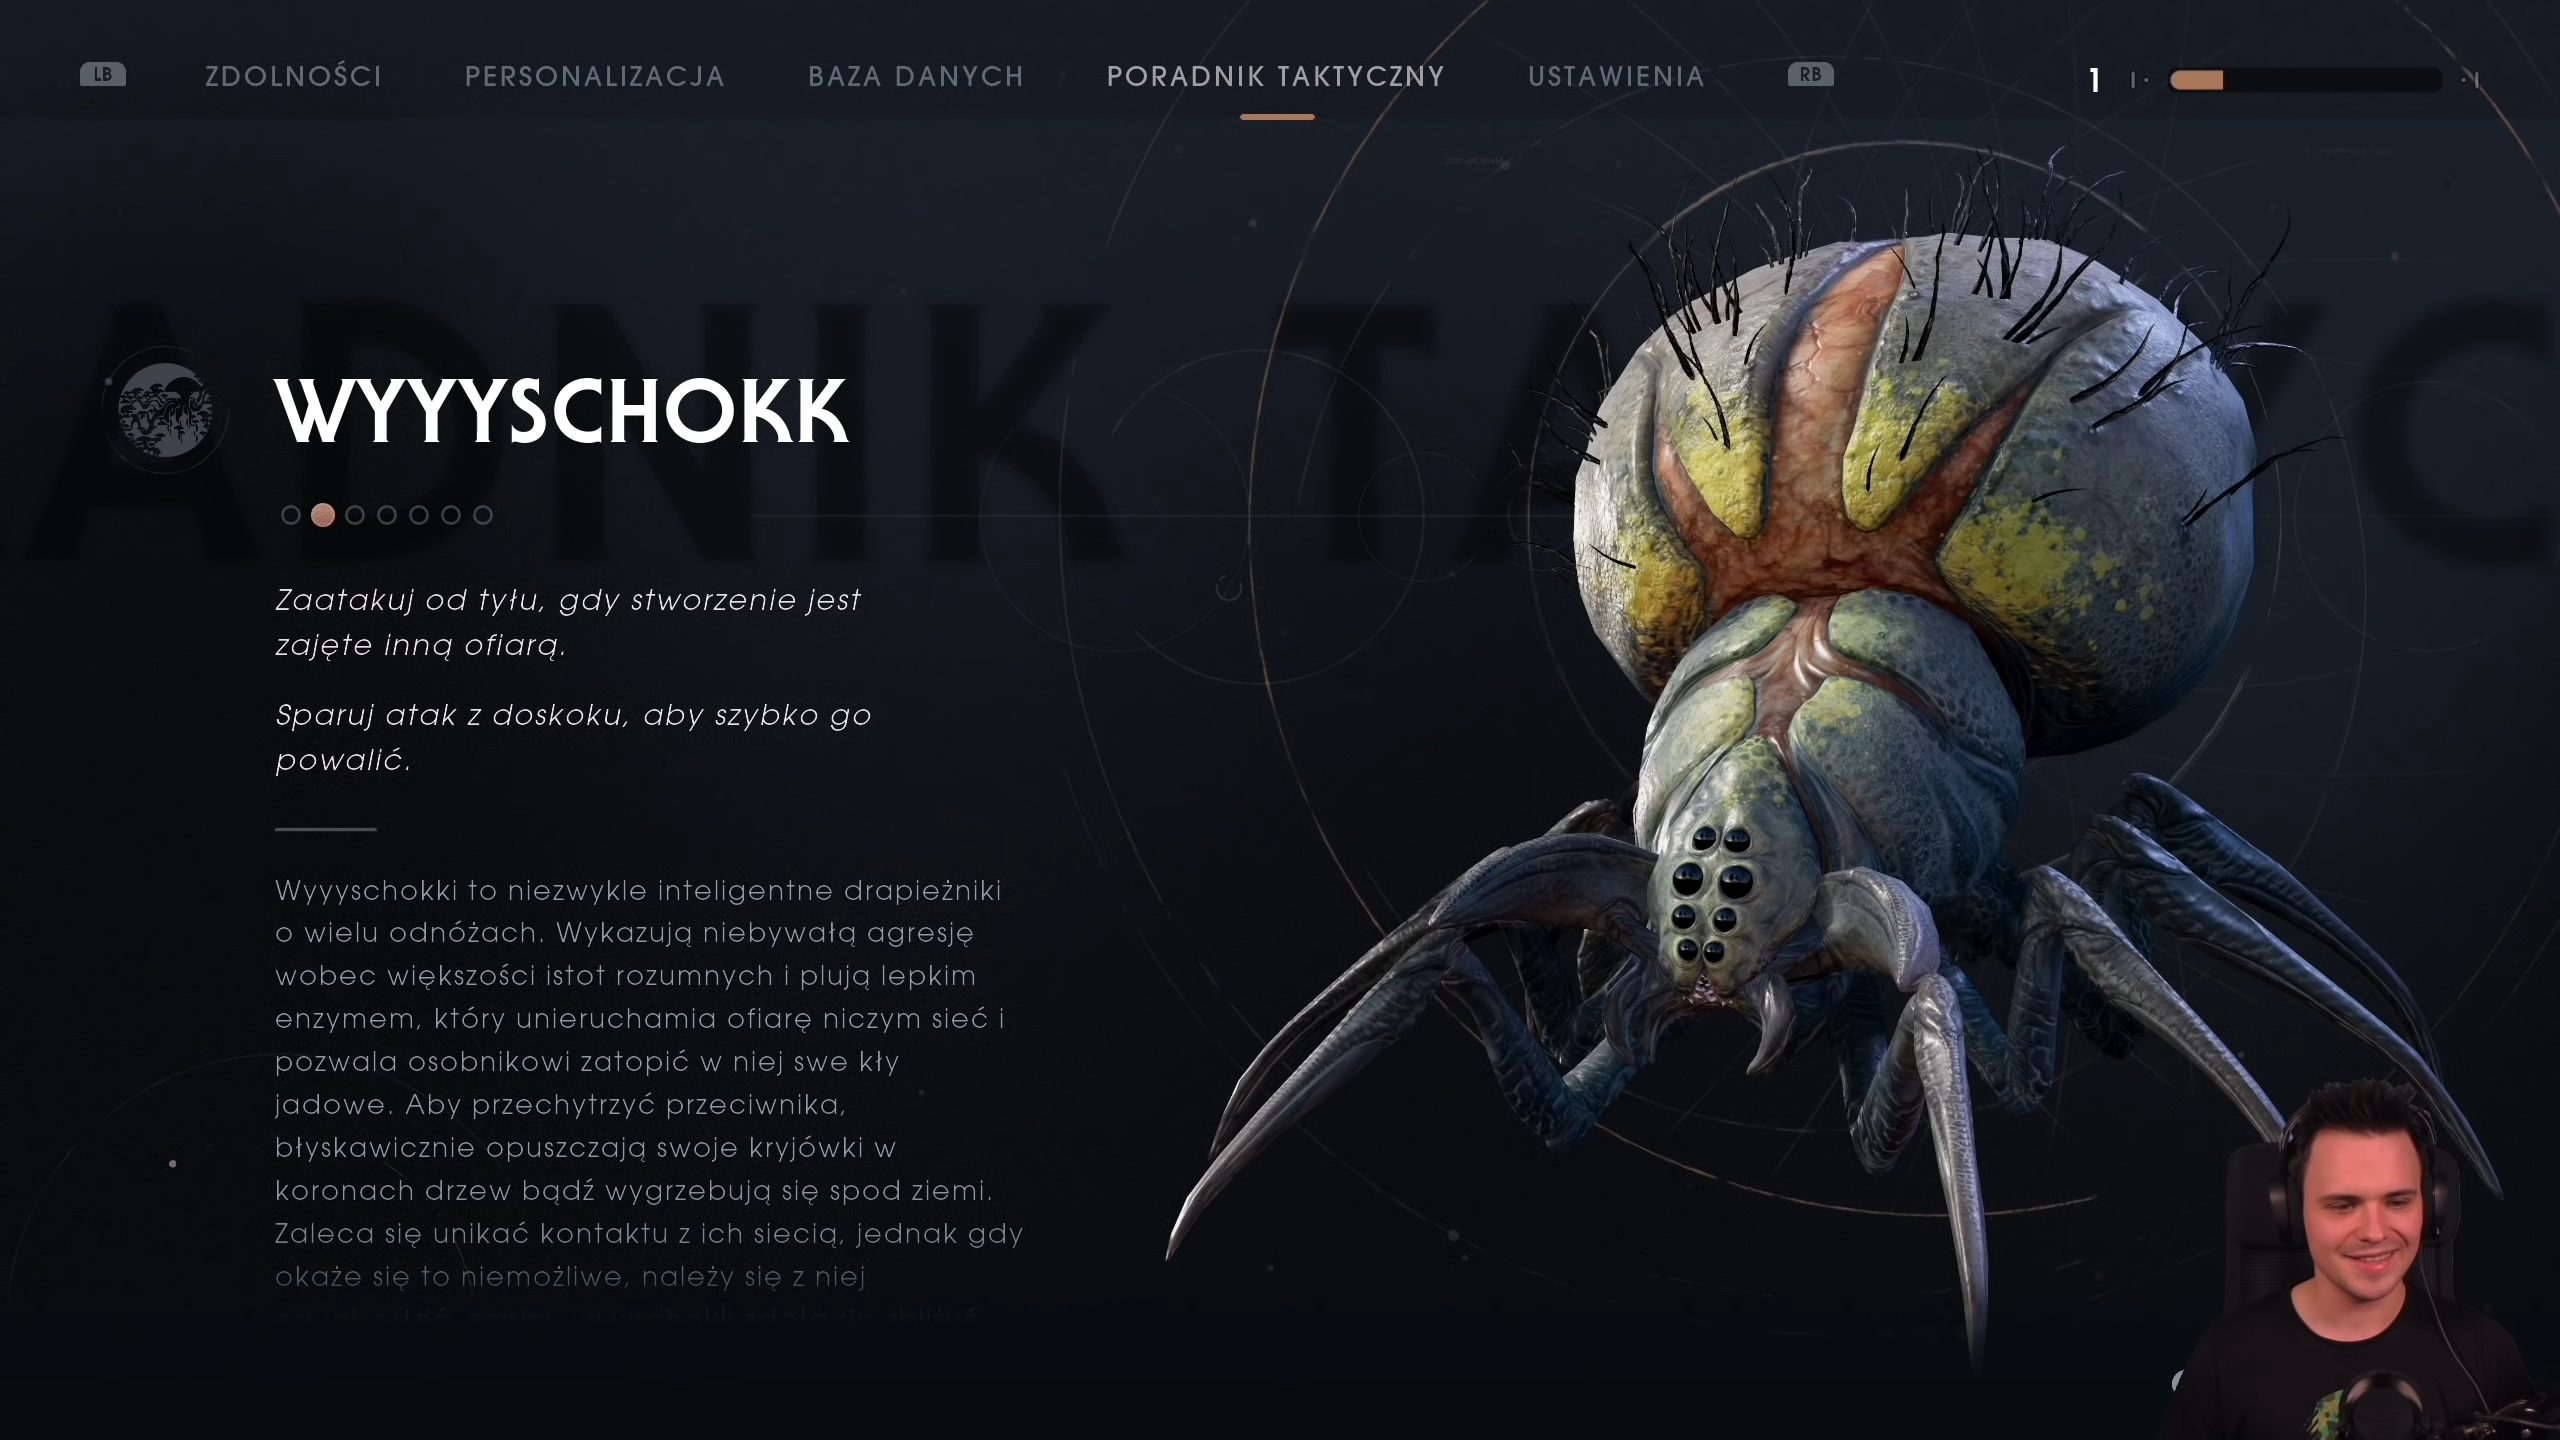 LB ZDOLNOŚCI PERSONALIZACJA BAZA DANYCH PORADNIK TAKTYCZNY USTAWIENIA RB 1
WYYYSCHOKK
Zaatakuj od tyłu, gdy stworzenie jest
zajęte inną ofiarą.
Sparuj atak z doskoku, aby szybko go
powalić.
Wyyyschokki to niezwykle inteligentne drapieżniki
o wielu odnóżach. Wykazują niebywałą agresję
wobec większości istot rozumnych i plują lepkim
enzymem, który unieruchamia ofiarę niczym sieć i
pozwala osobnikowi zatopić w niej swe kły
jadowe. Aby przechytrzyć przeciwnika,
błyskawicznie opuszczają swoje kryjówki w
koronach drzew bądź wygrzebują się spod ziemi.
Zaleca się unikać kontaktu z ich siecią, jednak gdy
okaże się to niemożliwe, należy się z niej